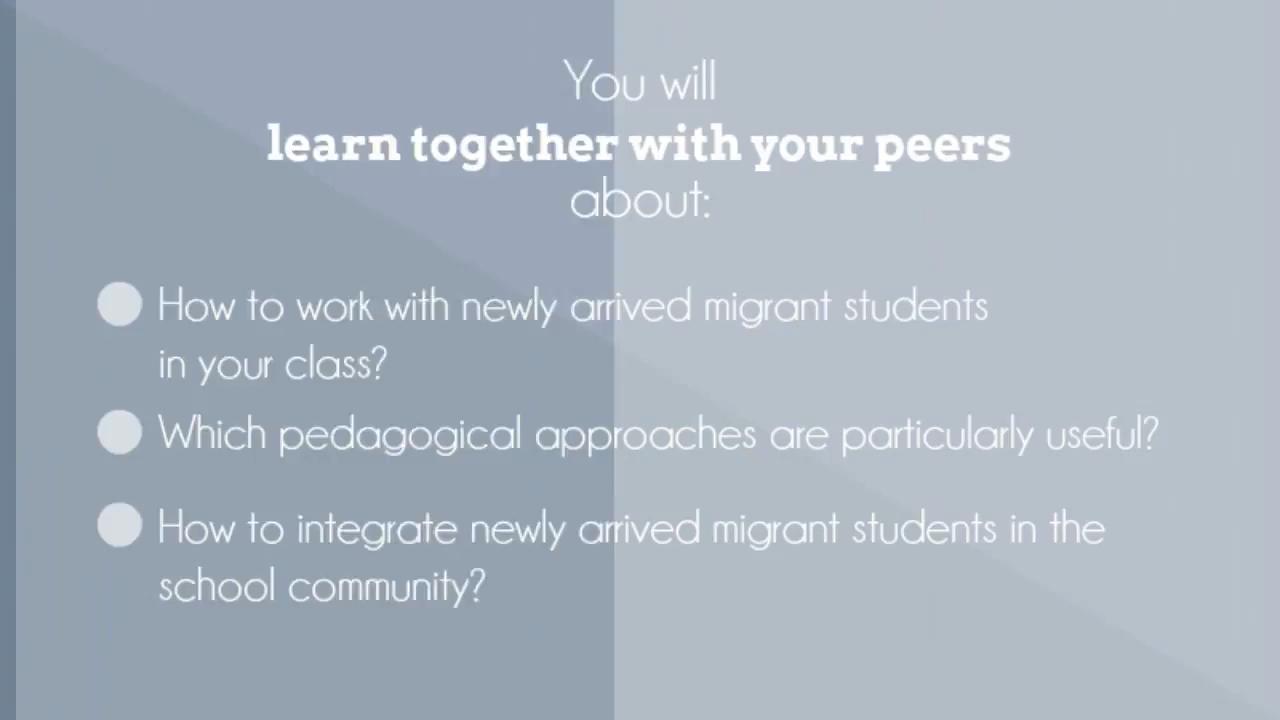 You will
learn together with your peers
about:
How to work with newly arrived migrant students
in your class?
Which pedagogical approaches are particularly useful?
How to integrate newly arrived migrant students in the
school community?